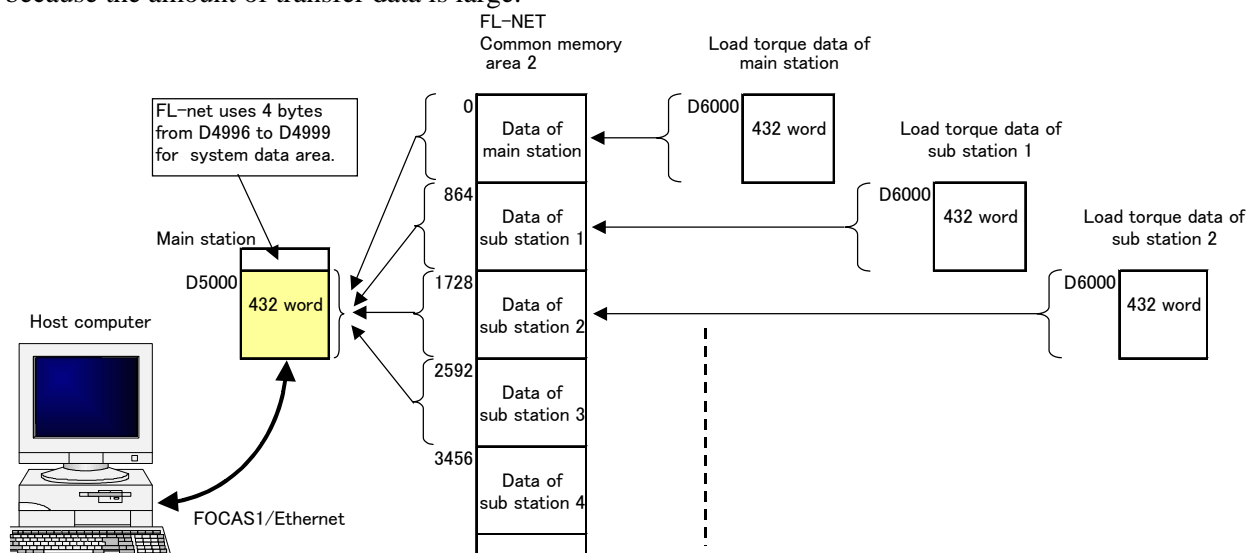 because the amount of transfer data is large.
FL-NET
Common memory
area 2
Load torque data of
main station
FL-net uses 4 bytes
from D4996 to D4999
for system data area.
0
Data of
main station
D6000
432 word
Load torque data of
sub station 1
864
Data of
sub station 1
D6000
432 word
Load torque data of
sub station 2
Main station
D5000
432 word
1728
Data of
sub station 2
D6000
432 word
Host computer
2592
Data of
sub station 3
3456
Data of
sub station 4
FOCAS1/Ethernet